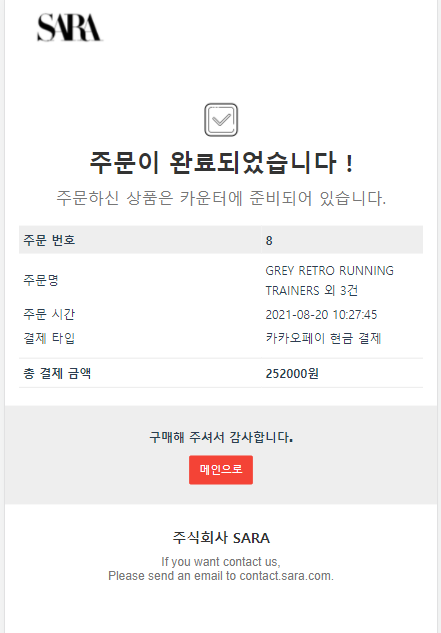 SARA
주문이 완료되었습니다 !
주문하신 상품은 카운터에 준비되어 있습니다.
주문 번호 8
주문명 GREY RETRO RUNNING
TRAINERS 외 3건
주문 시간 2021-08-20 10:27:45
결제 타입 카카오페이 현금 결제
총 결제 금액 252000원
구매해 주셔서 감사합니다.
메인으로
주식회사 SARA
If you want contact us,
Please send an email to contact.sara.com.